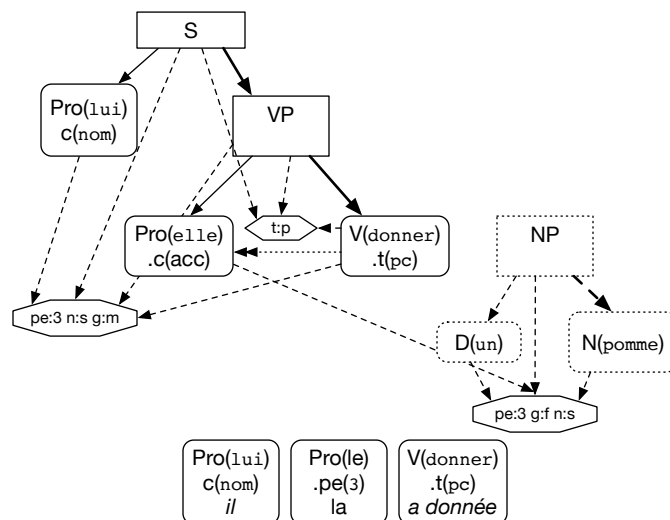 S
Pro(lui)
c(nom)
VP
t:p
Pro(elle)
.c(acc)
V(donner)
.t(pc)
NP
pe:3 n:s g:m
D(un)
N(pomme)
pe:3 g:f n:s
Pro(lui)
c(nom)
il
Pro(le)
.pe(3)
la
V(donner)
.t(pc)
a donnée